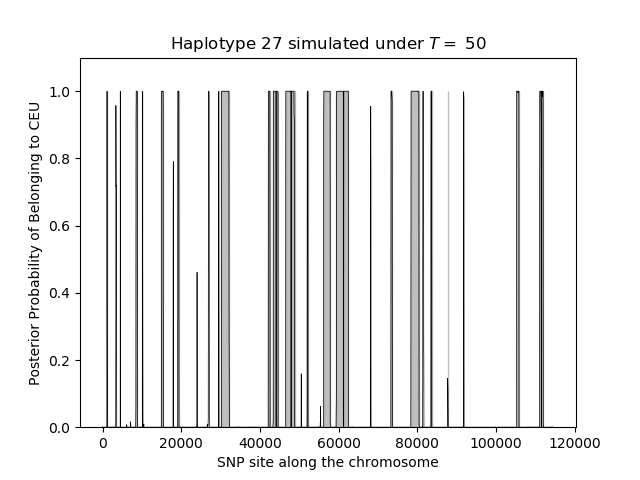 Haplotype 27 simulated under T = 50
Posterior Probability of Belonging to CEU
1.0
0.8
0.6
0.4
0.2
0.0
0 20000 40000 60000 80000 100000 120000
SNP site along the chromosome